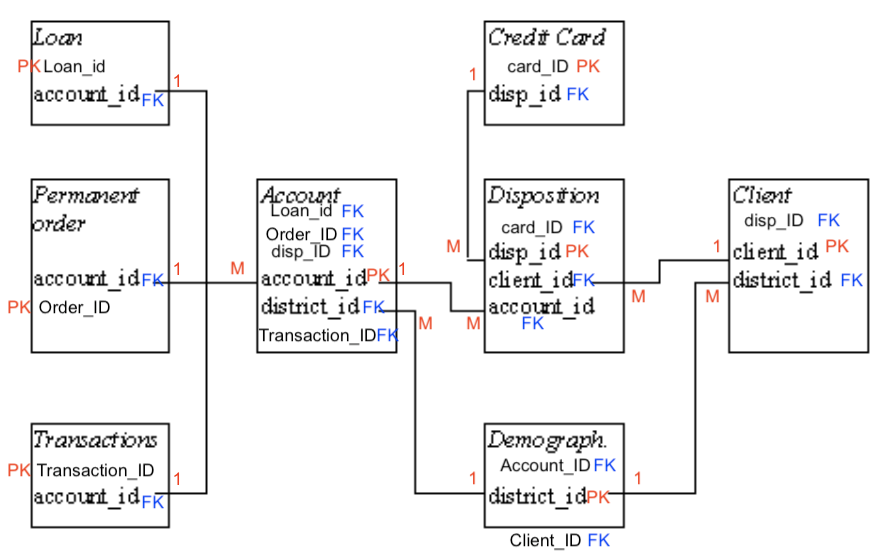 Loan
PK Loan_id
account_id FK
1
Credit Card
card_ID PK
1
disp_id FK
Permanent
order
account_id FK
1
PK Order_ID
M
Account
Loan_id FK
Order_ID FK
disp_ID FK
account_id PK 1
district_id FK
M
Transaction_ID FK
Disposition
card_ID FK
M
disp_id PK
client_id FK
M
account_id
M
FK
Client
disp_ID FK
1
client_id PK
district_id FK
M
Transactions
PK Transaction_ID
1
account_id FK
Demograph.
Account_ID FK
1
district_id PK
1
Client_ID FK